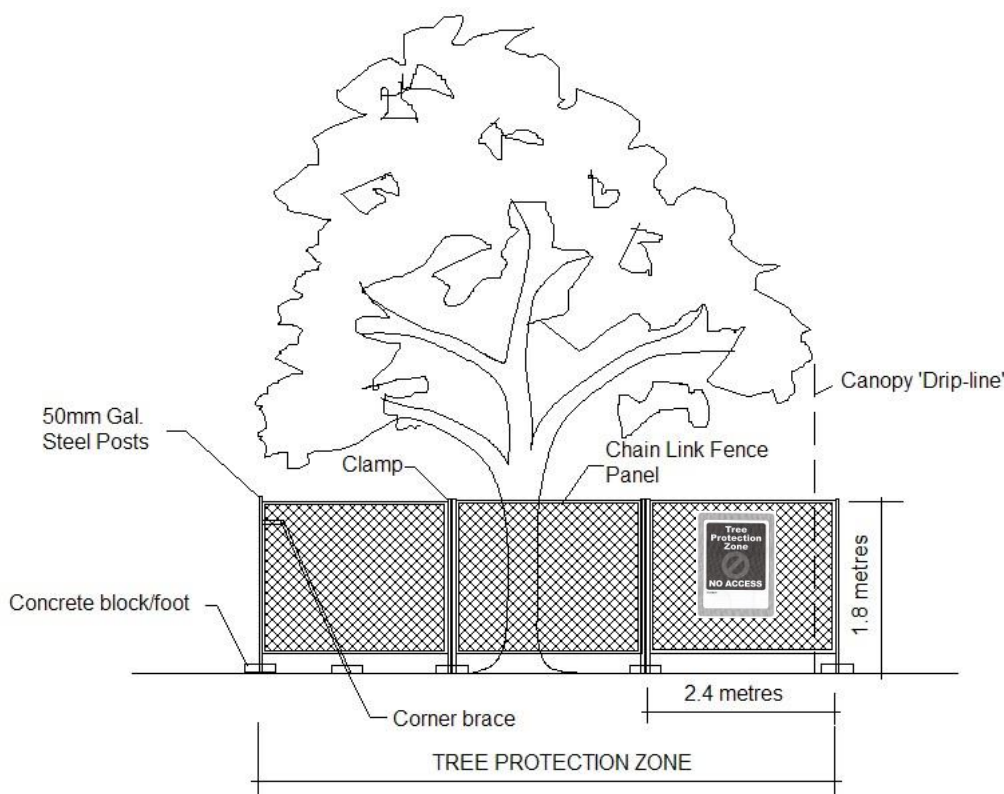 Canopy 'Drip-line'
50mm Gal.
Steel Posts
Clamp
Chain Link Fence
Panel
Tree
Protection
Zone
NO ACCESS
1.8 metres
Concrete block/foot
2.4 metres
Corner brace
TREE PROTECTION ZONE